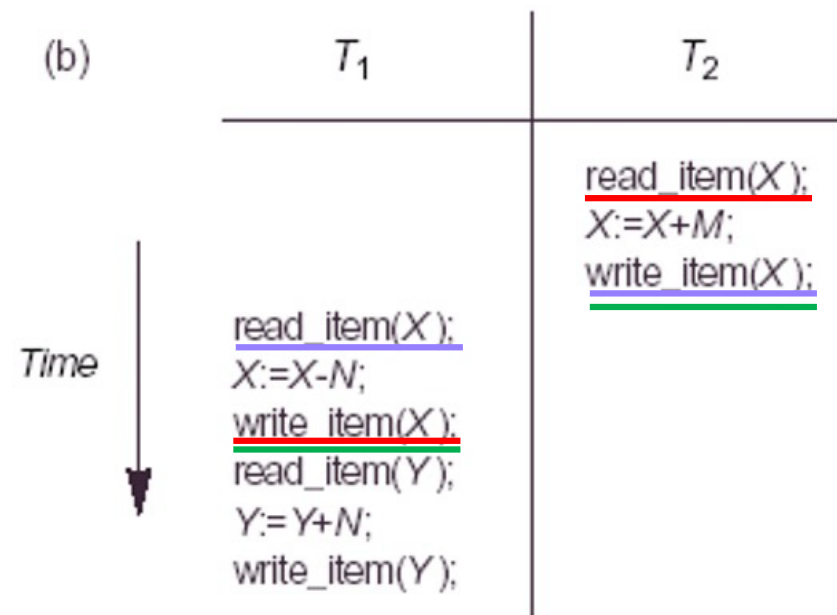 (b) T1 T2
read_item(X);
X:=X+M;
write_item(X);
read_item(X);
Time
X:=X-N;
write_item(X);
read_item(Y);
Y:=Y+N;
write_item(Y);